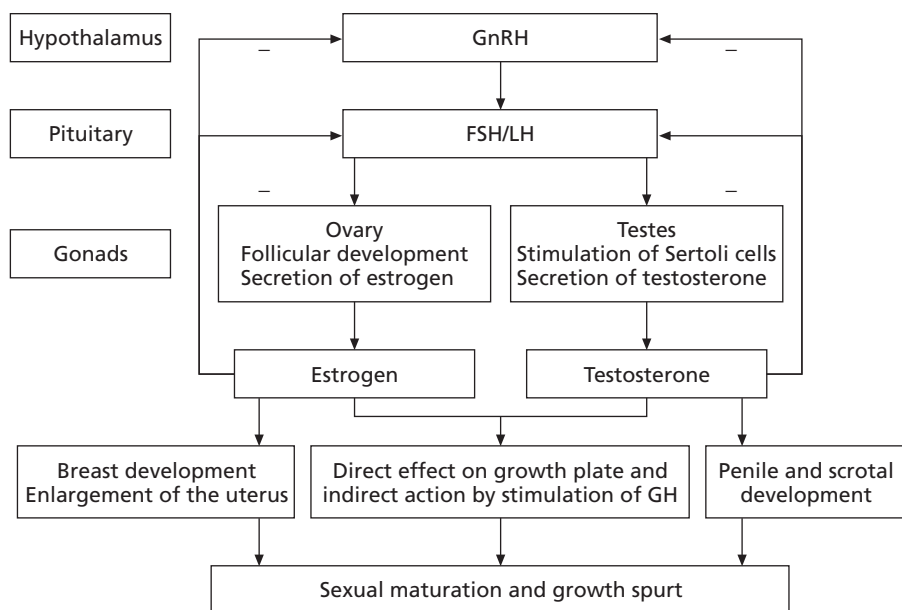 Hypothalamus
GnRH
–
–
Pituitary
FSH/LH
–
–
Gonads
Ovary
Follicular development
Secretion of estrogen
Testes
Stimulation of Sertoli cells
Secretion of testosterone
Estrogen
Testosterone
Breast development
Enlargement of the uterus
Direct effect on growth plate and
indirect action by stimulation of GH
Penile and scrotal
development
Sexual maturation and growth spurt